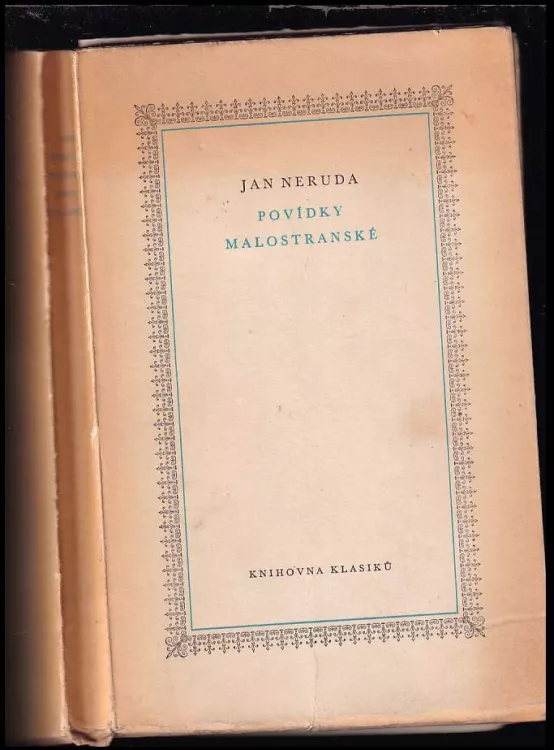 JAN NERUDA
POVÍDKY
MALOSTRANSKÉ
KNIHOVNA KLASIKŮ